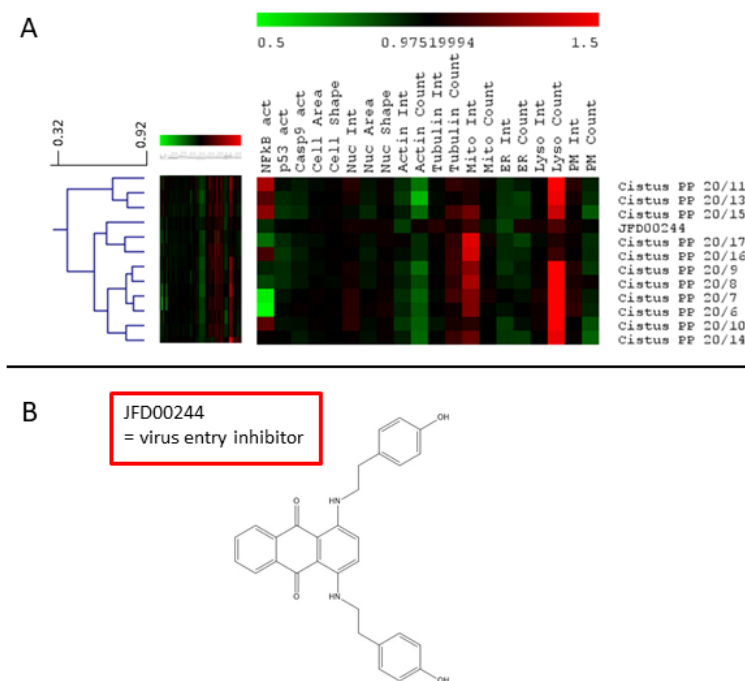 A
0.5 0.97519994 1.5
0.32
0.92
NFkB act
p53 act
Casp9 act
Cell Area
Cell Shape
Nuc Int
Nuc Area
Nuc Shape
Actin Int
Actin Count
Tubulin Int
Tubulin Count
Mito Int
Mito Count
ER Int
ER Count
Lyso Int
Lyso Count
PM Int
PM Count
Cistus PP 20/11
Cistus PP 20/13
Cistus PP 20/15
JFD00244
Cistus PP 20/17
Cistus PP 20/16
Cistus PP 20/9
Cistus PP 20/8
Cistus PP 20/7
Cistus PP 20/6
Cistus PP 20/10
Cistus PP 20/14
B
JFD00244
= virus entry inhibitor
OH
O
HN
O
HN
OH